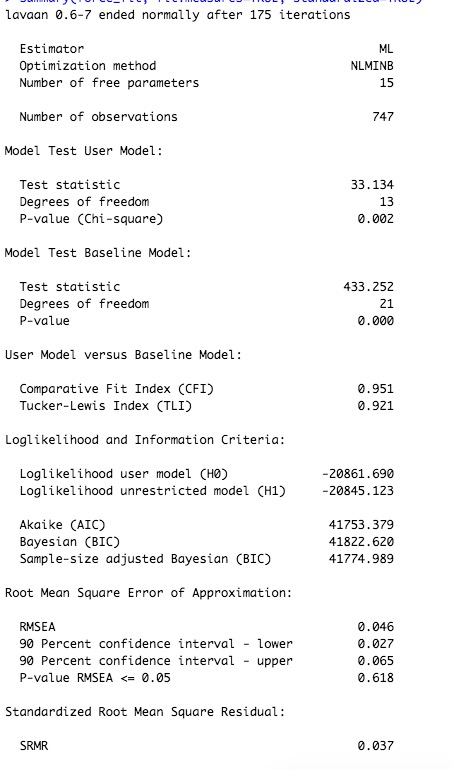 lavaan 0.6-7 ended normally after 175 iterations
Estimator ML
Optimization method NLMINB
Number of free parameters 15
Number of observations 747
Model Test User Model:
Test statistic 33.134
Degrees of freedom 13
P-value (Chi-square) 0.002
Model Test Baseline Model:
Test statistic 433.252
Degrees of freedom 21
P-value 0.000
User Model versus Baseline Model:
Comparative Fit Index (CFI) 0.951
Tucker-Lewis Index (TLI) 0.921
Loglikelihood and Information Criteria:
Loglikelihood user model (H0) -20861.690
Loglikelihood unrestricted model (H1) -20845.123
Akaike (AIC) 41753.379
Bayesian (BIC) 41822.620
Sample-size adjusted Bayesian (BIC) 41774.989
Root Mean Square Error of Approximation:
RMSEA 0.046
90 Percent confidence interval - lower 0.027
90 Percent confidence interval - upper 0.065
P-value RMSEA <= 0.05 0.618
Standardized Root Mean Square Residual:
SRMR 0.037